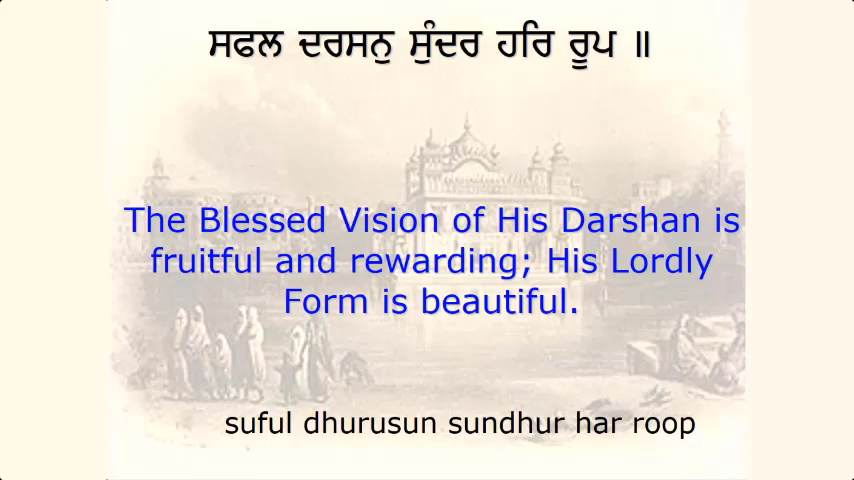 ਸਫਲ ਦਰਸਨੁ ਸੁੰਦਰ ਹਰਿ ਰੂਪ ॥
The Blessed Vision of His Darshan is
fruitful and rewarding; His Lordly
Form is beautiful.
suful dhurusun sundhur har roop